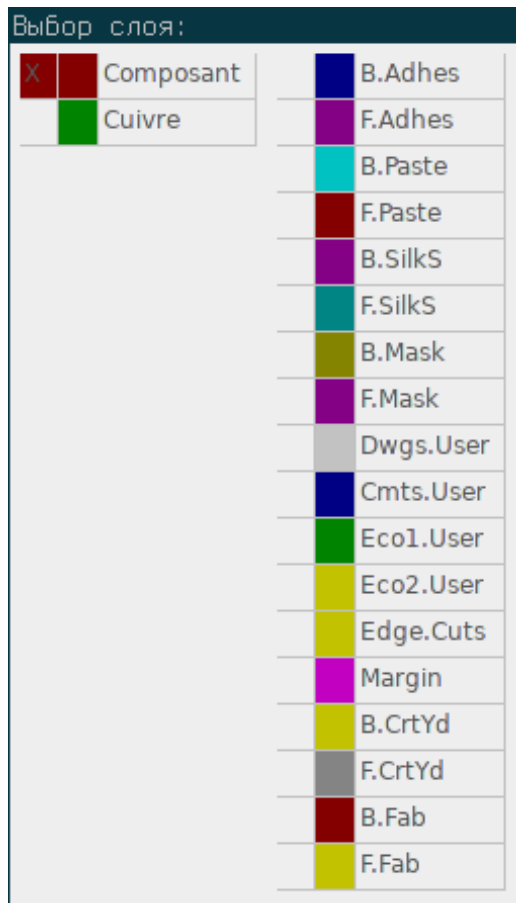 Выбор слоя:
X Composant
Cuivre
B.Adhes
F.Adhes
B.Paste
F.Paste
B.SilkS
F.SilkS
B.Mask
F.Mask
Dwgs.User
Cmts.User
Eco1.User
Eco2.User
Edge.Cuts
Margin
B.CrtYd
F.CrtYd
B.Fab
F.Fab